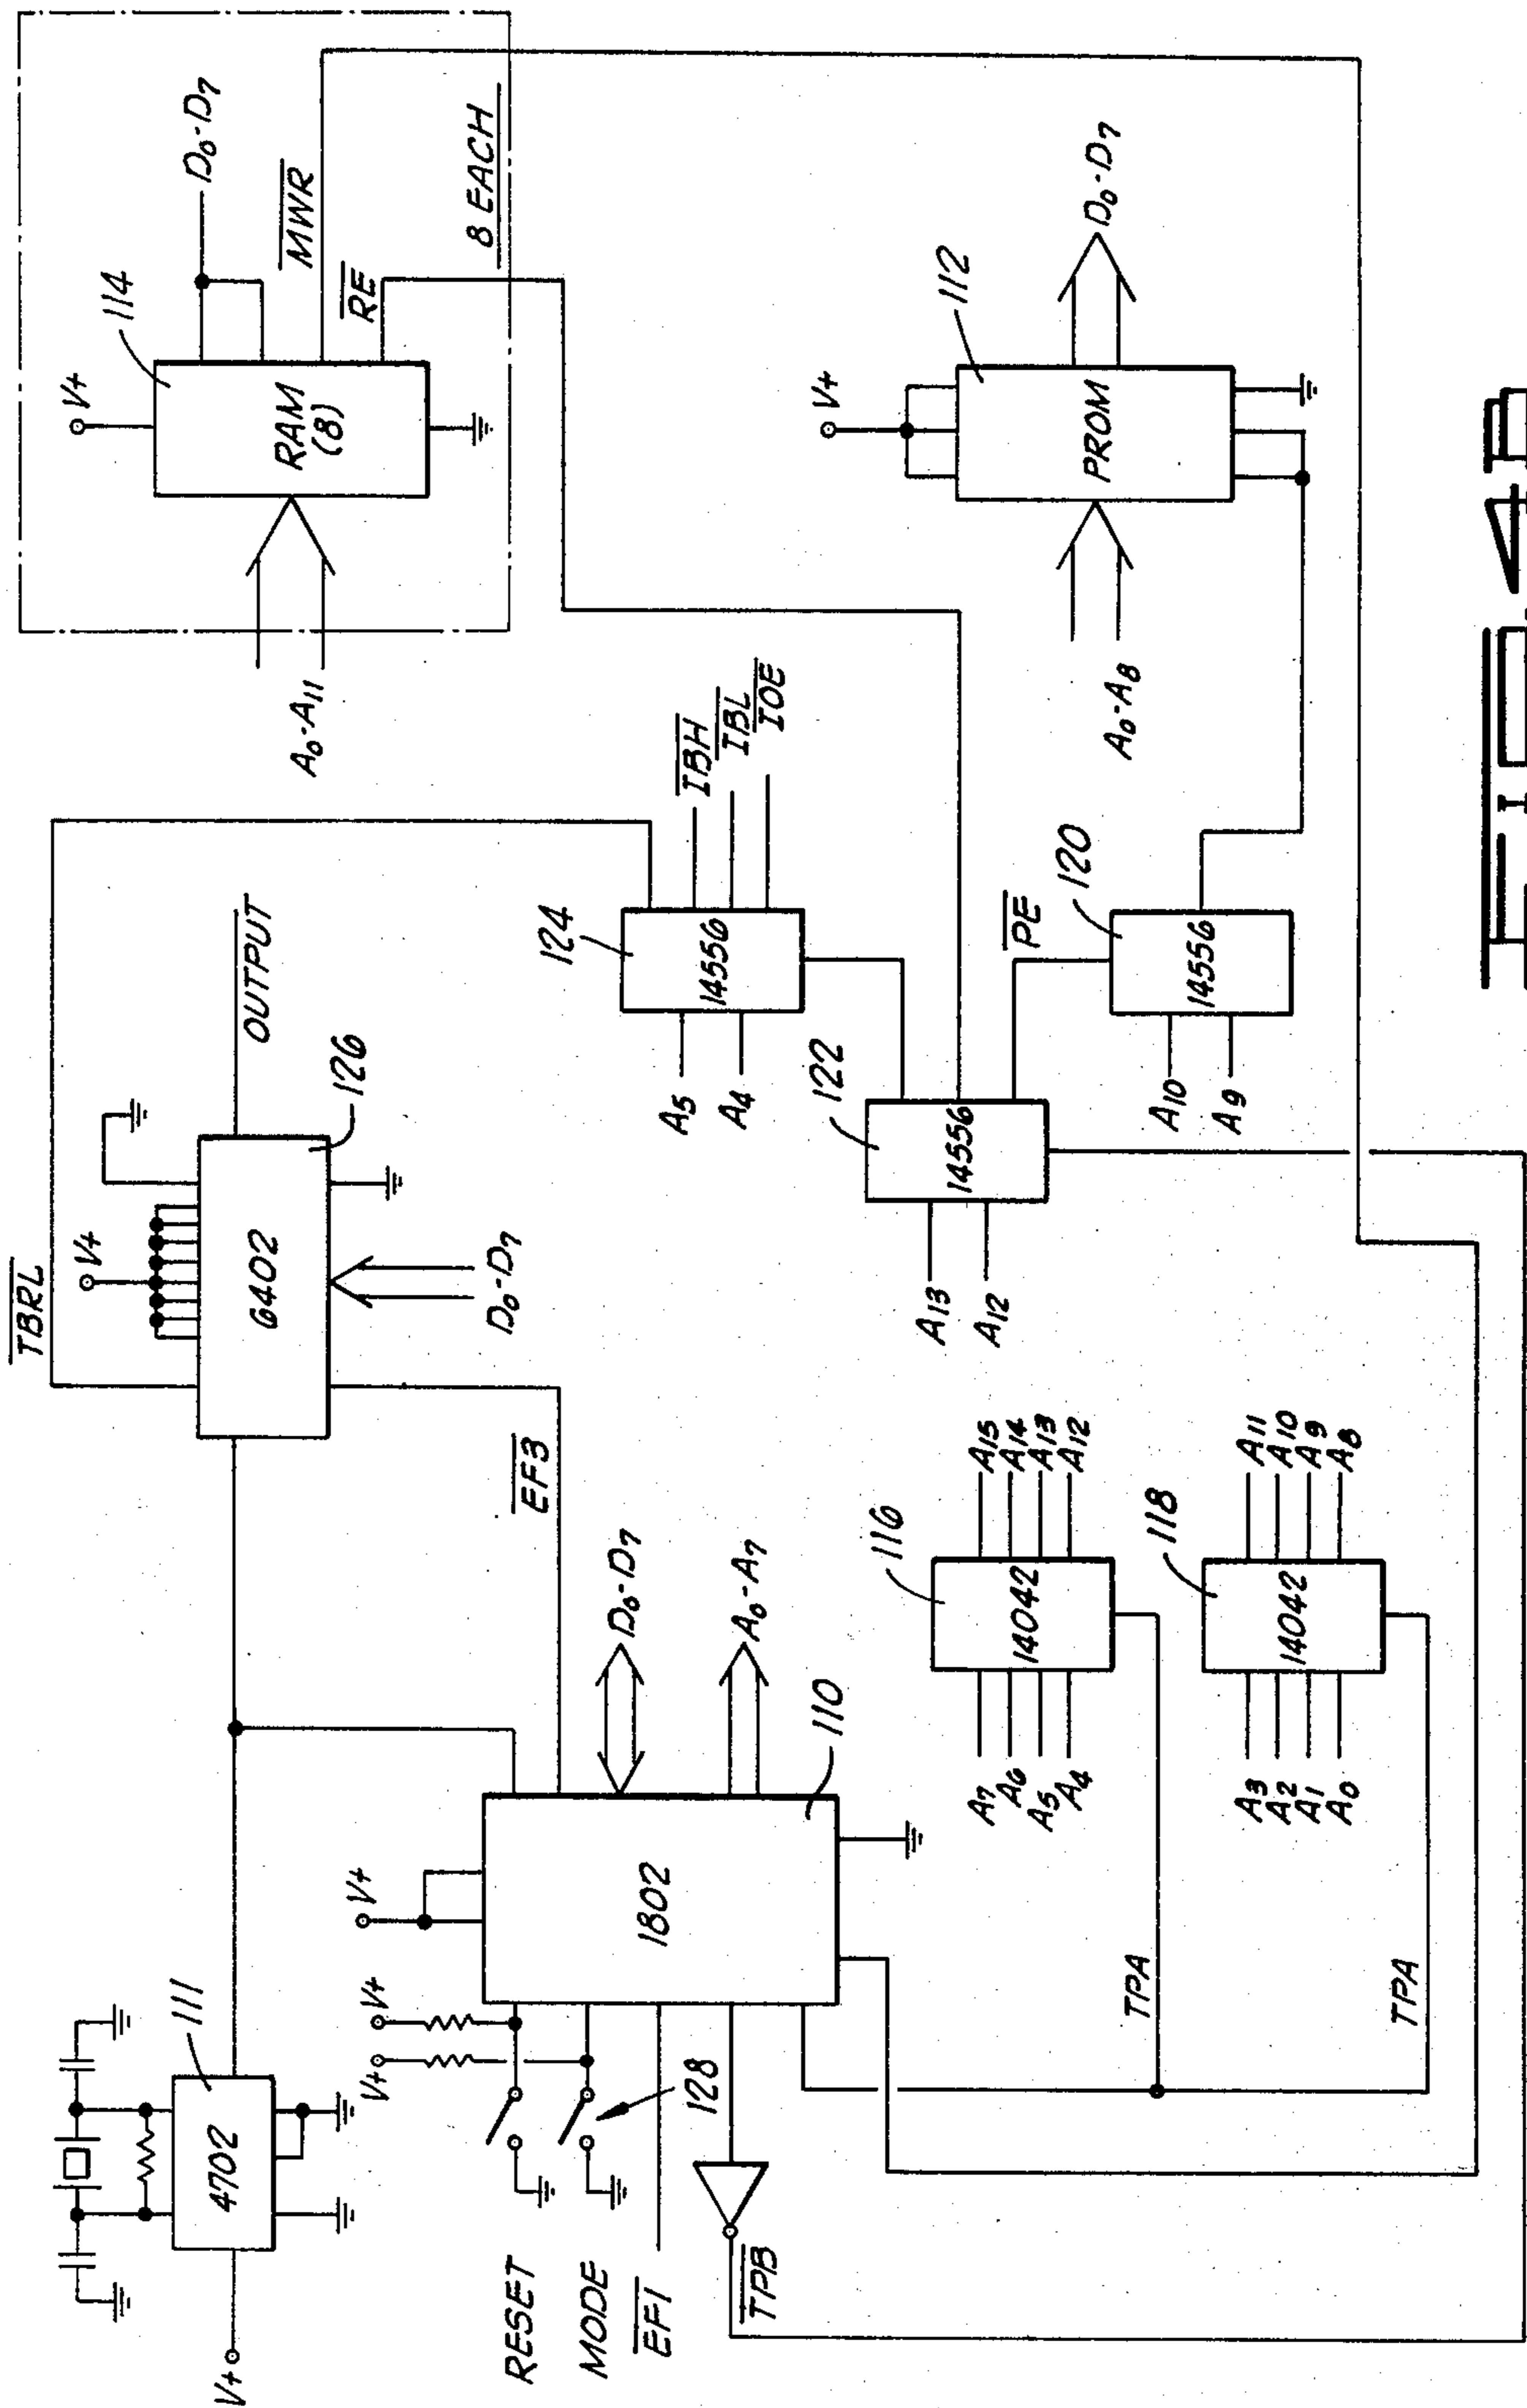 V+
4702
111
TBRL
V+
6402
126
OUTPUT
D0-D7
EF3
V+
114
RAM
(8)
D0-D7
MWR
RE
8 EACH
A0-A11
RESET
MODE
EF1
TPB
128
V+
V+
V+
1802
110
D0-D7
A0-A7
A5
A4
124
14556
IBH
IBL
IOE
A13
A12
122
14556
PE
A10
A9
120
14556
V+
112
PROM
A0-A8
D0-D7
A7
A6
A5
A4
116
14042
A15
A14
A13
A12
A3
A2
A1
A0
118
14042
A11
A10
A9
A8
TPA
TPA